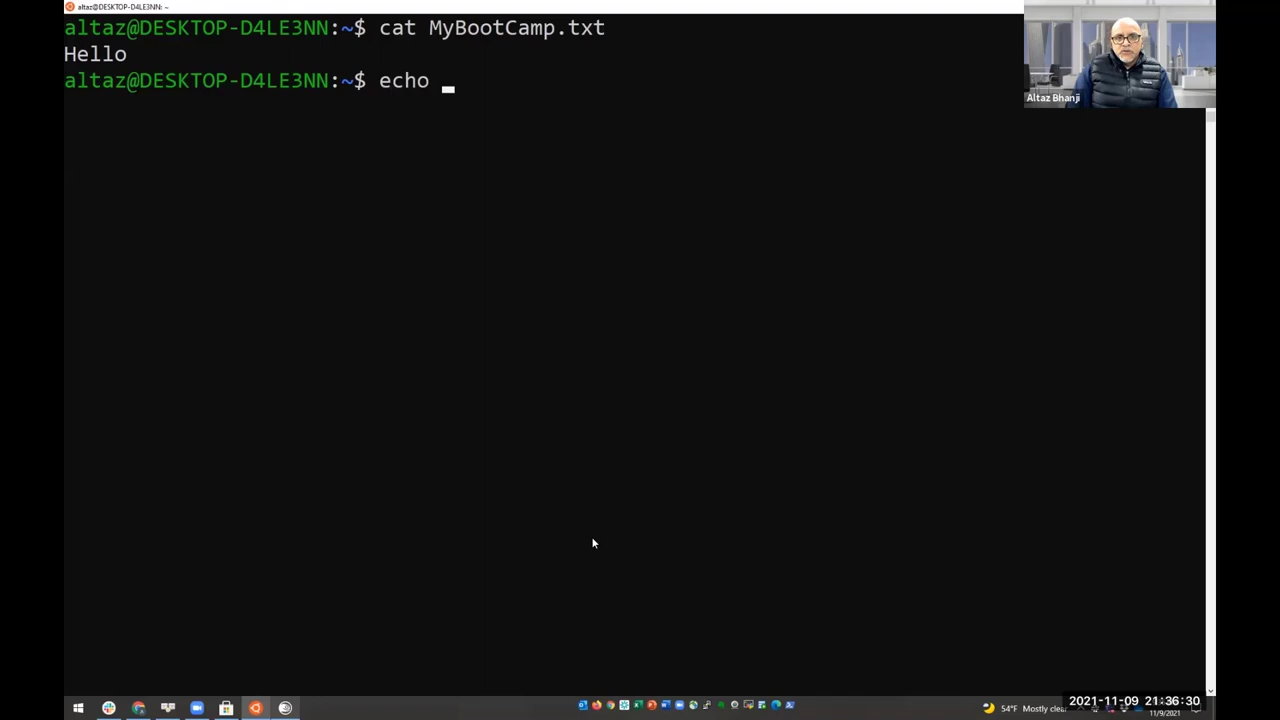 altaz@DESKTOP-D4LE3NN: ~
altaz@DESKTOP-D4LE3NN:~$ cat MyBootCamp.txt
Hello
altaz@DESKTOP-D4LE3NN:~$ echo
Altaz Bhanji
54°F Mostly clear
2021-11-09 21:36:30
11/9/2021